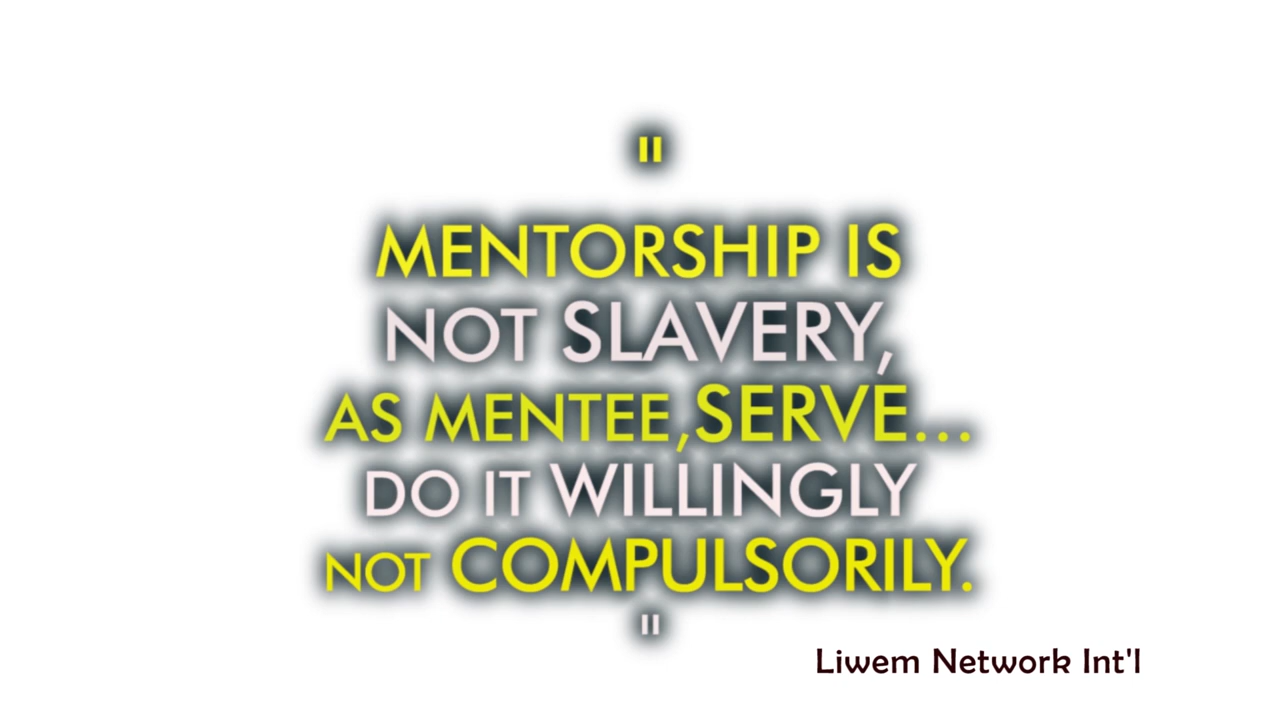 "
MENTORSHIP IS
NOT SLAVERY,
AS MENTEE,SERVE...
DO IT WILLINGLY
NOT COMPULSORILY.
"
Liwem Network Int'l